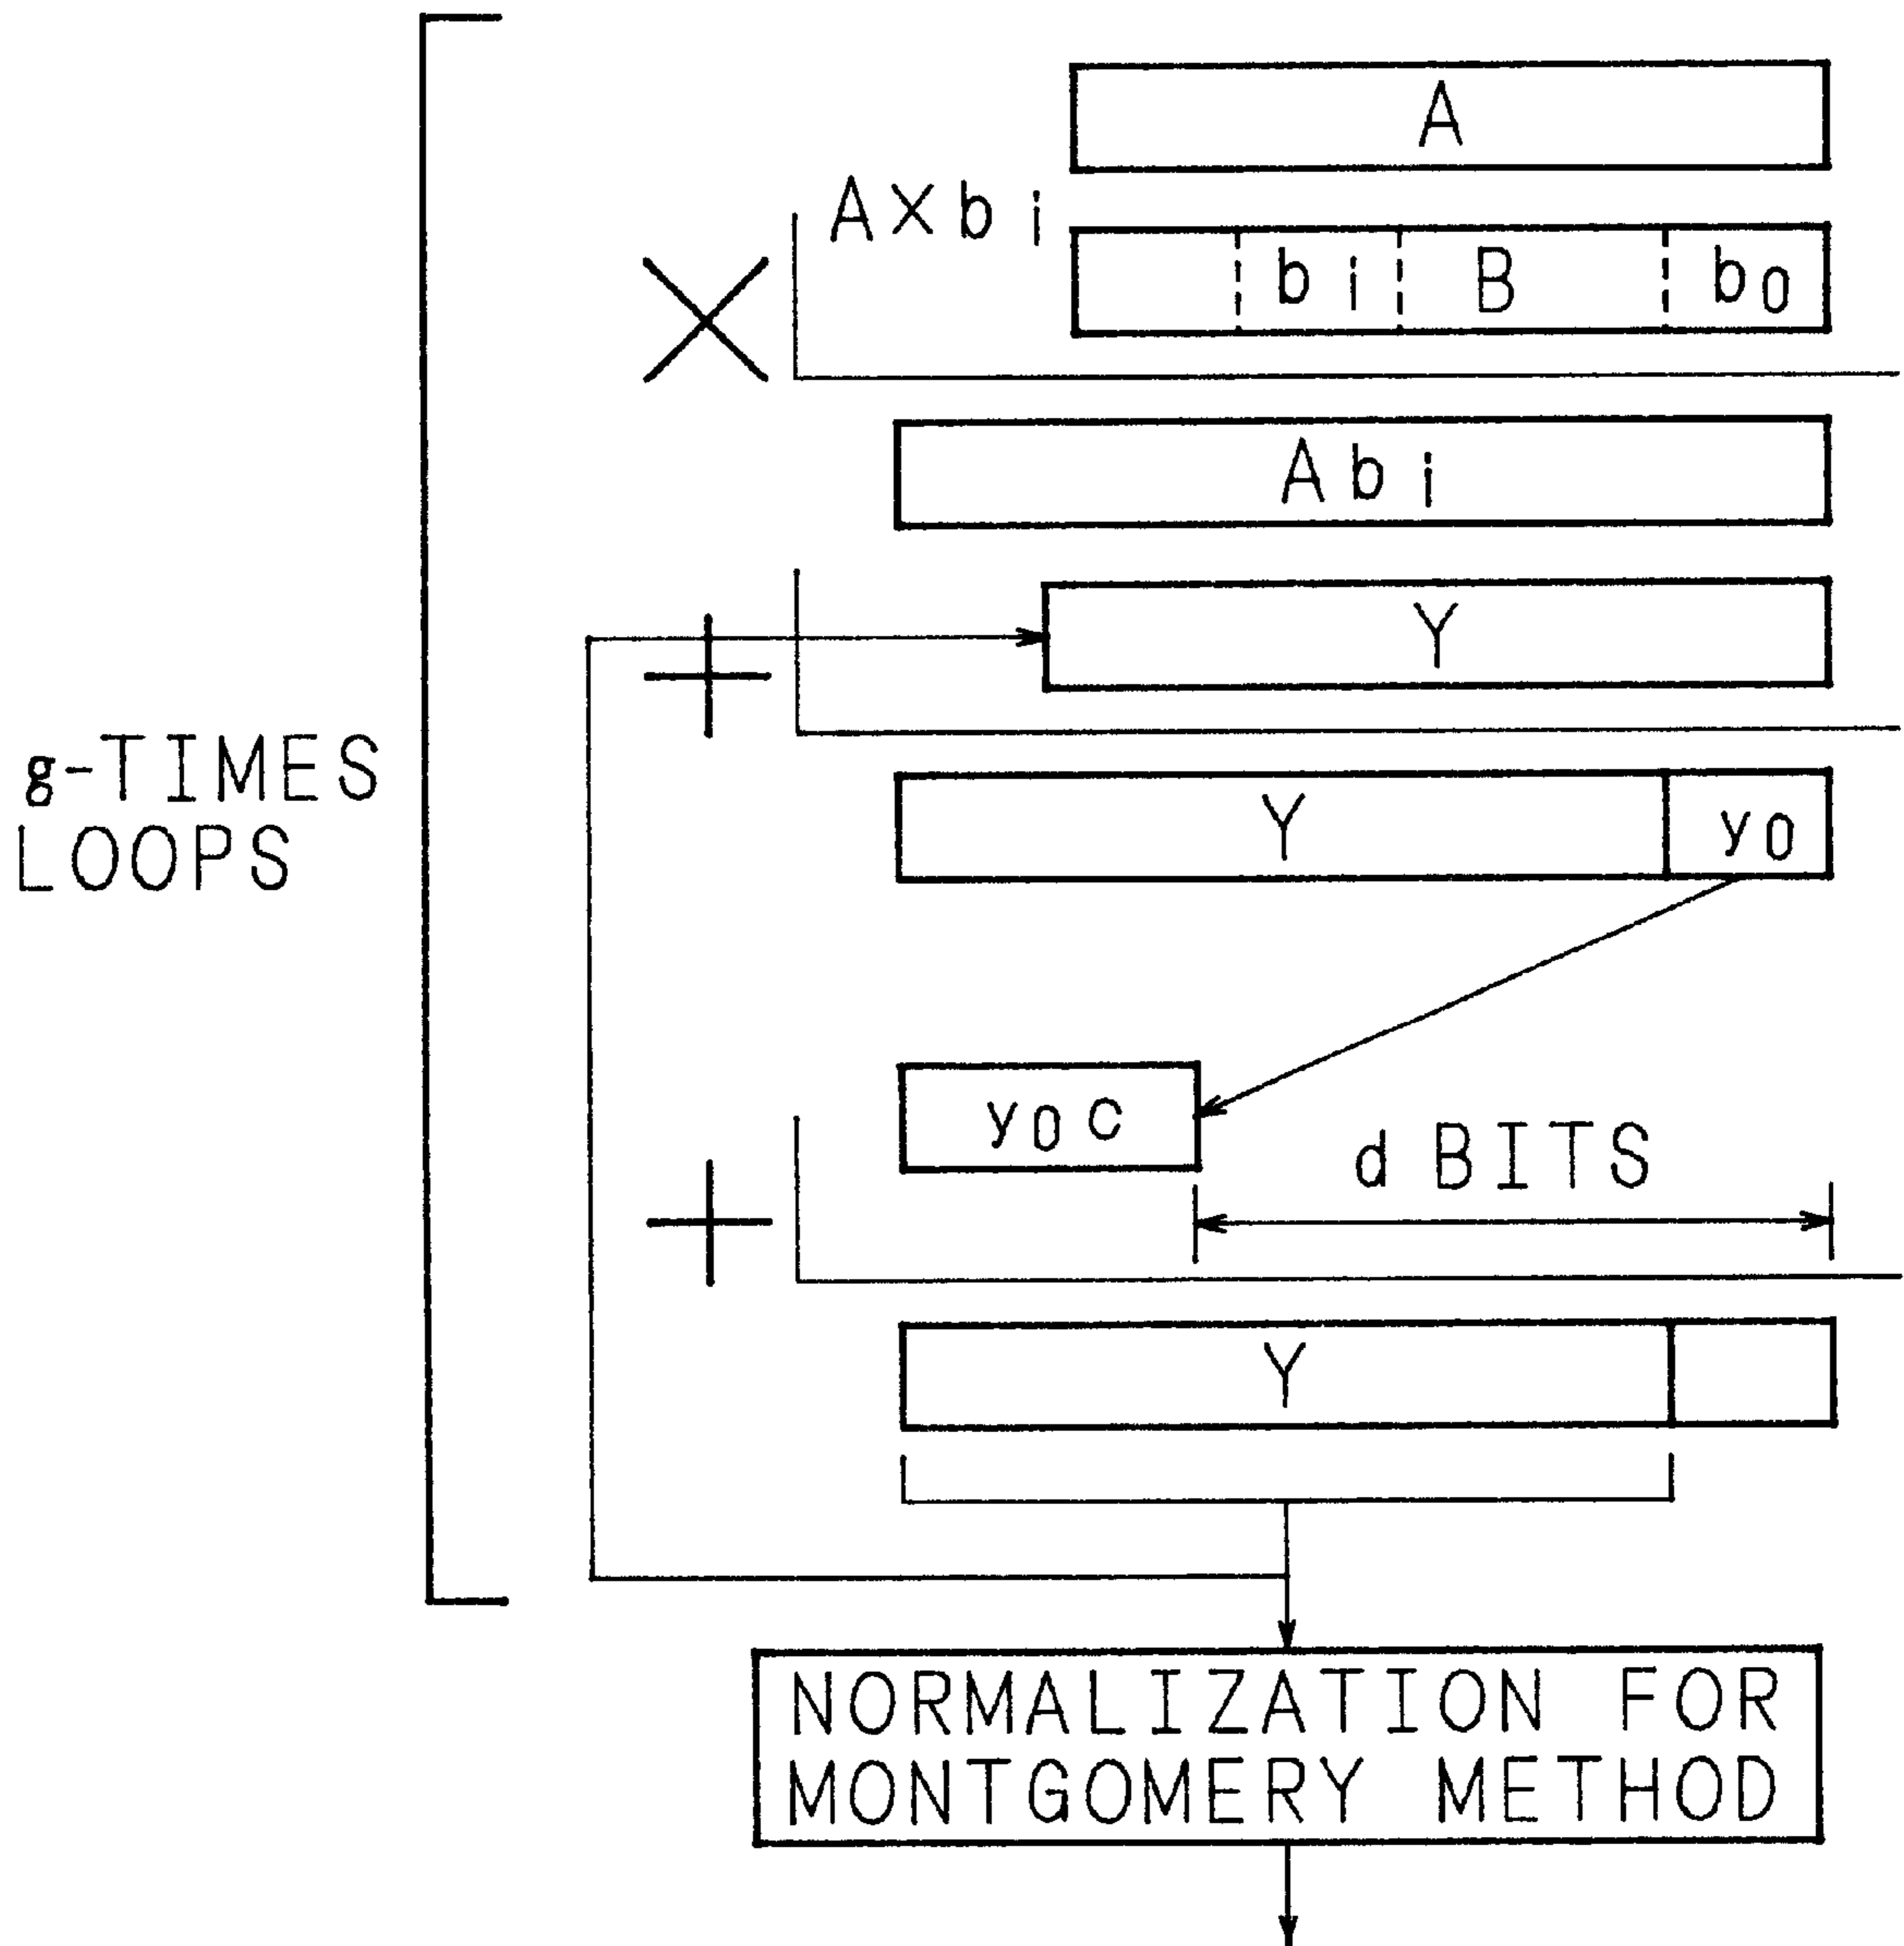 A
A×bi
bi B b0
Abi
Y
g-TIMES
LOOPS
Y y0
y0c
d BITS
Y
NORMALIZATION FOR
MONTGOMERY METHOD